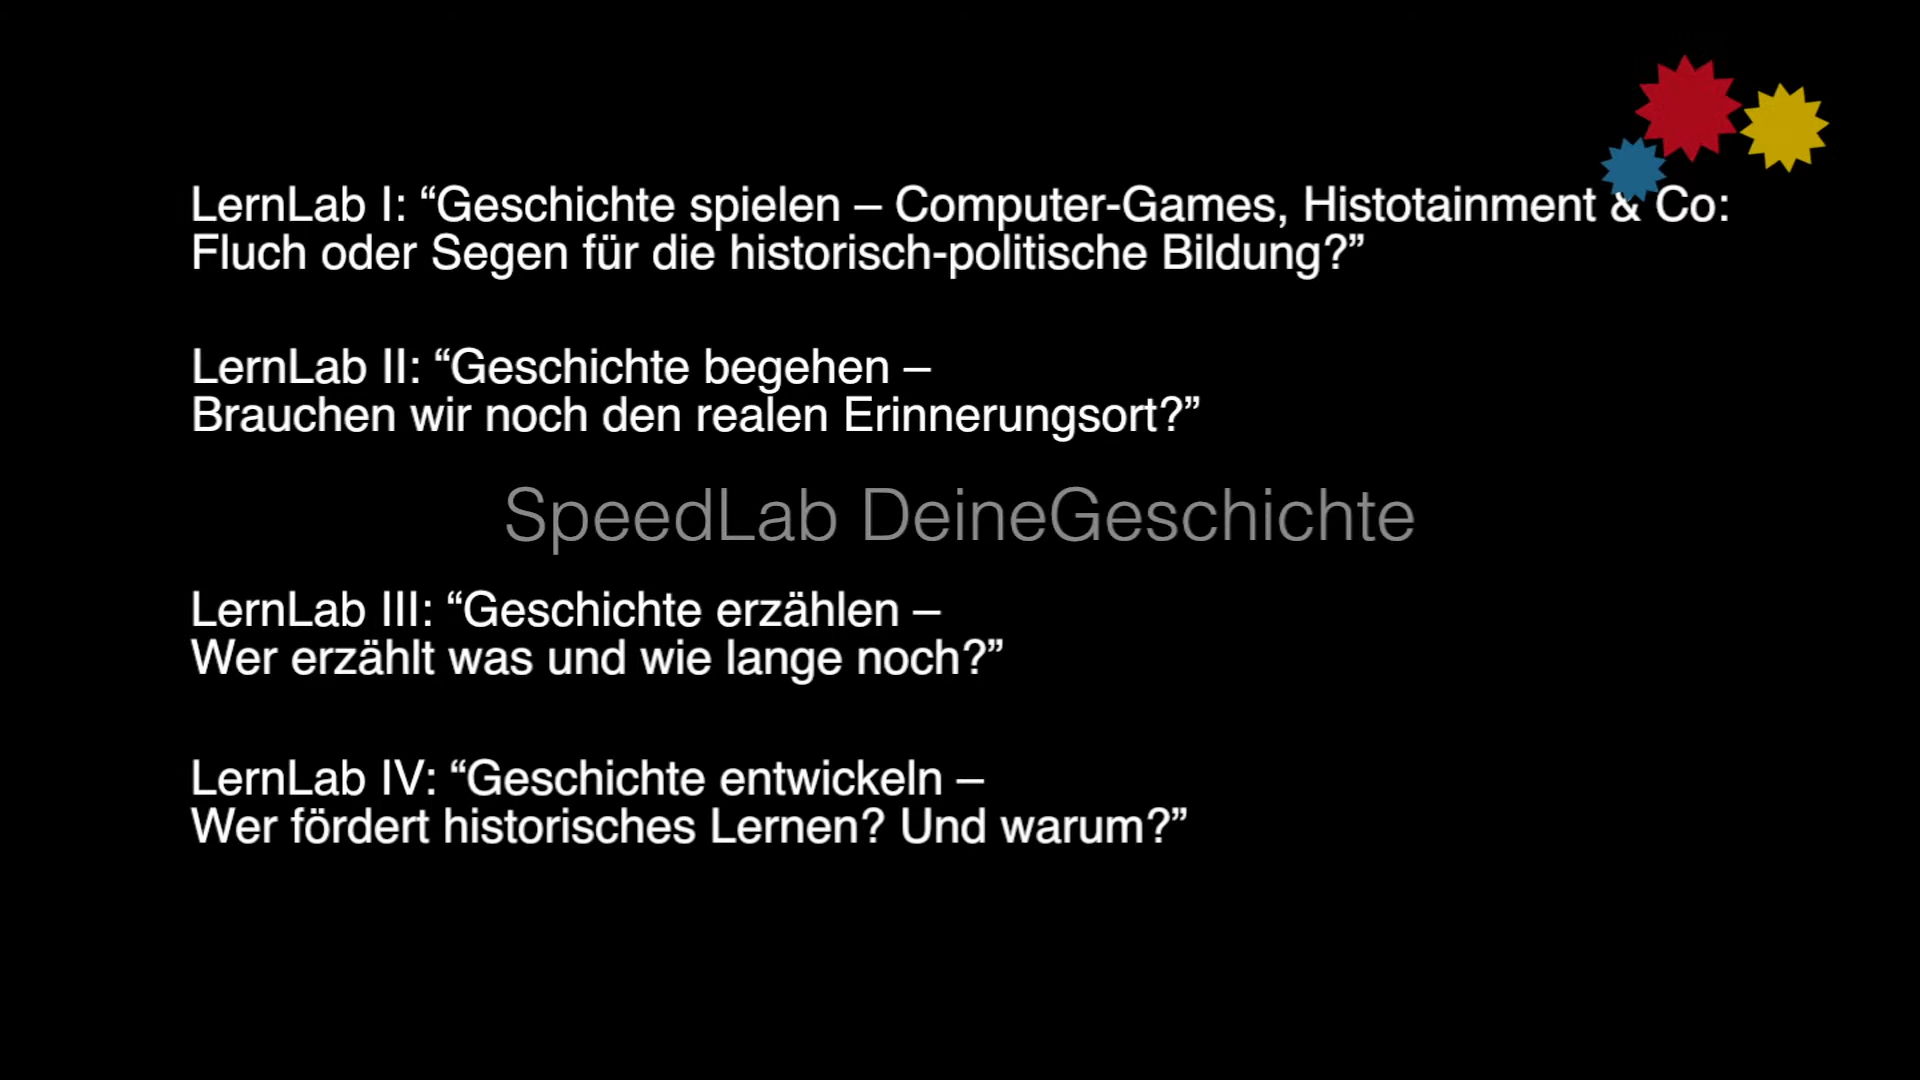 LernLab I: “Geschichte spielen – Computer-Games, Histotainment & Co:
Fluch oder Segen für die historisch-politische Bildung?”
LernLab II: “Geschichte begehen –
Brauchen wir noch den realen Erinnerungsort?”
SpeedLab DeineGeschichte
LernLab III: “Geschichte erzählen –
Wer erzählt was und wie lange noch?”
LernLab IV: “Geschichte entwickeln –
Wer fördert historisches Lernen? Und warum?”